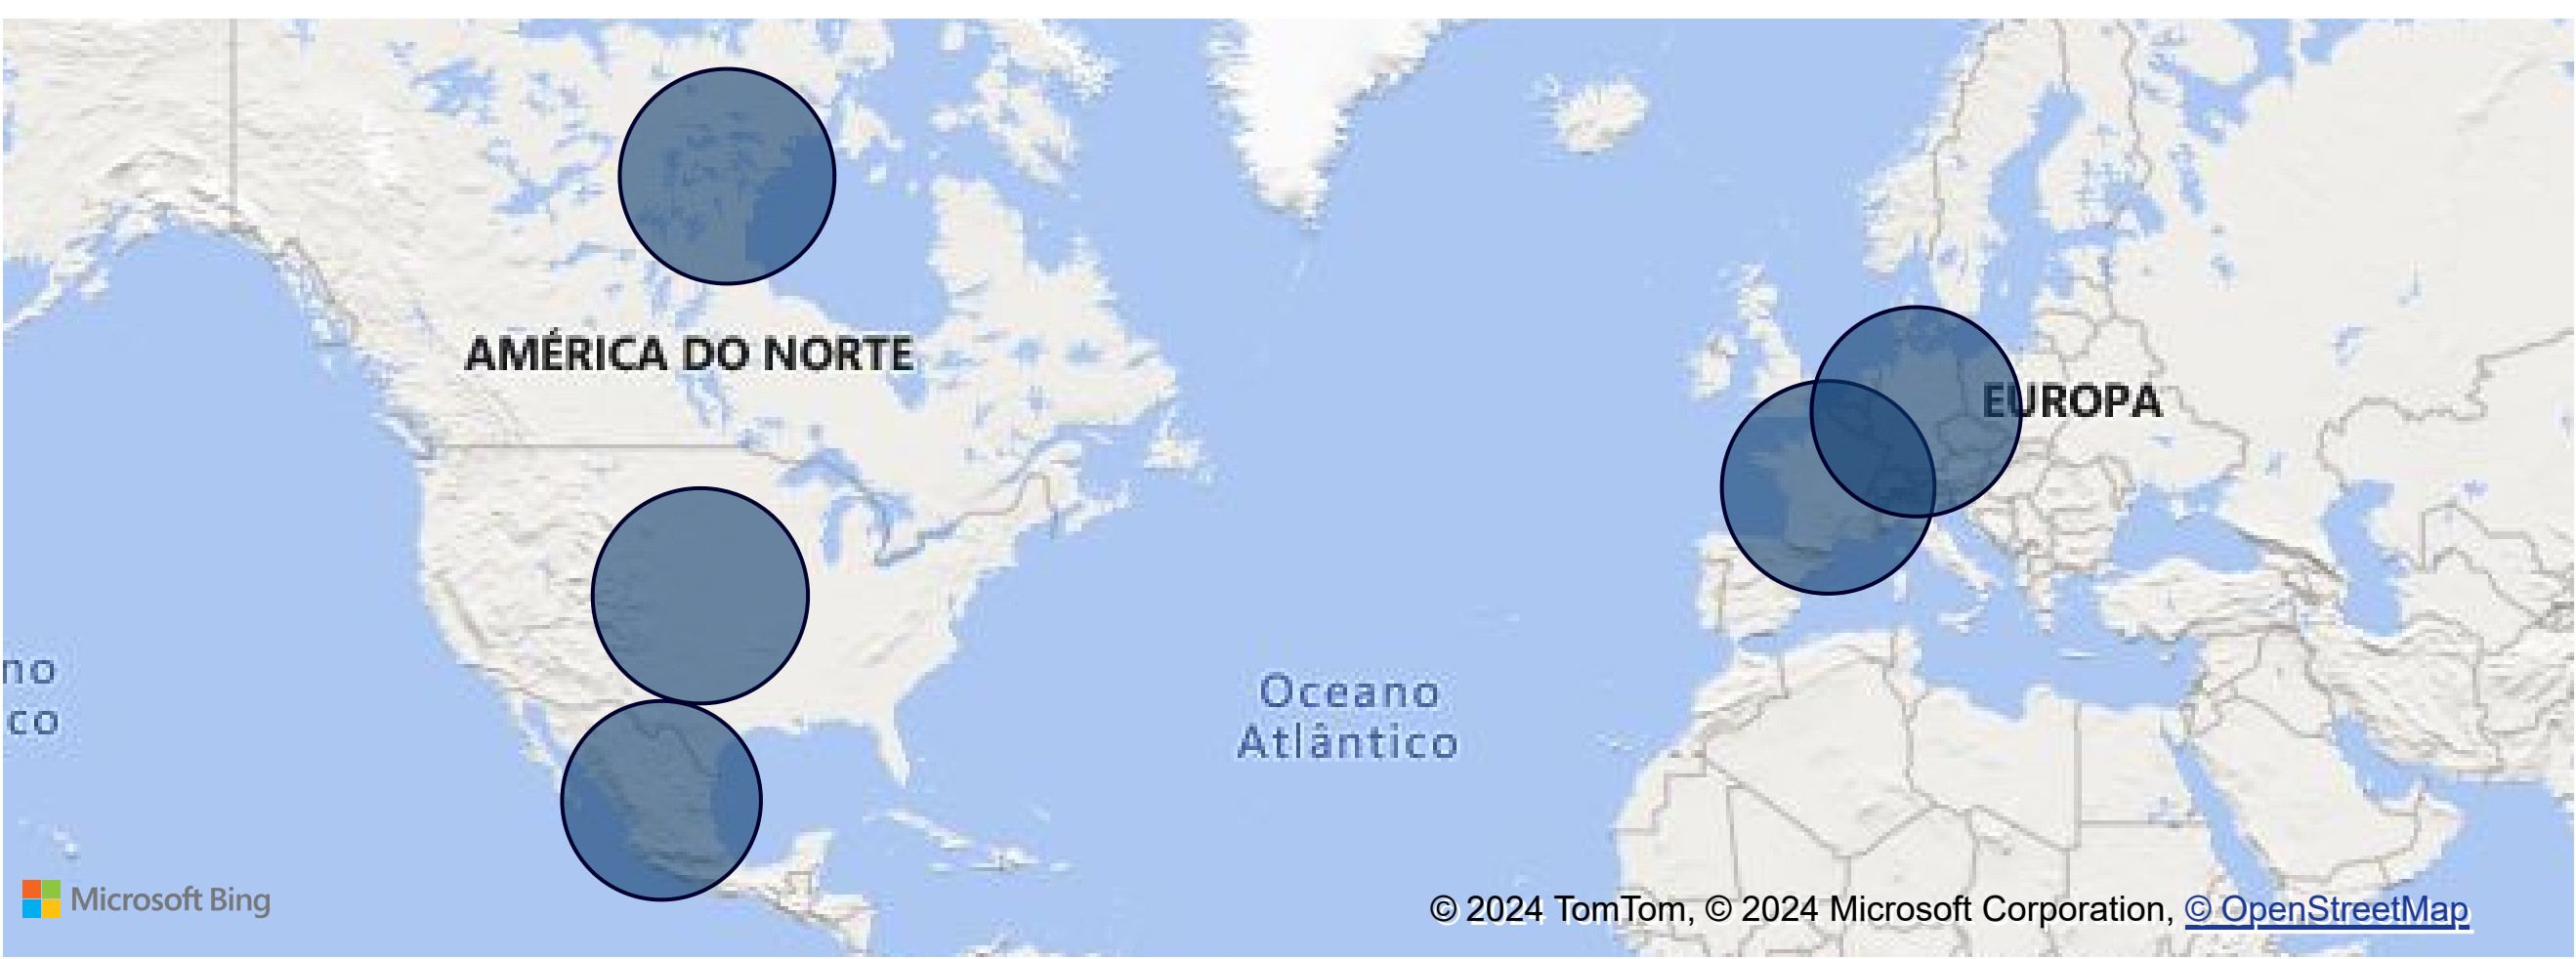 AMÉRICA DO NORTE
EUROPA
no
co
Oceano
Atlântico
Microsoft Bing
© 2024 TomTom, © 2024 Microsoft Corporation, © OpenStreetMap